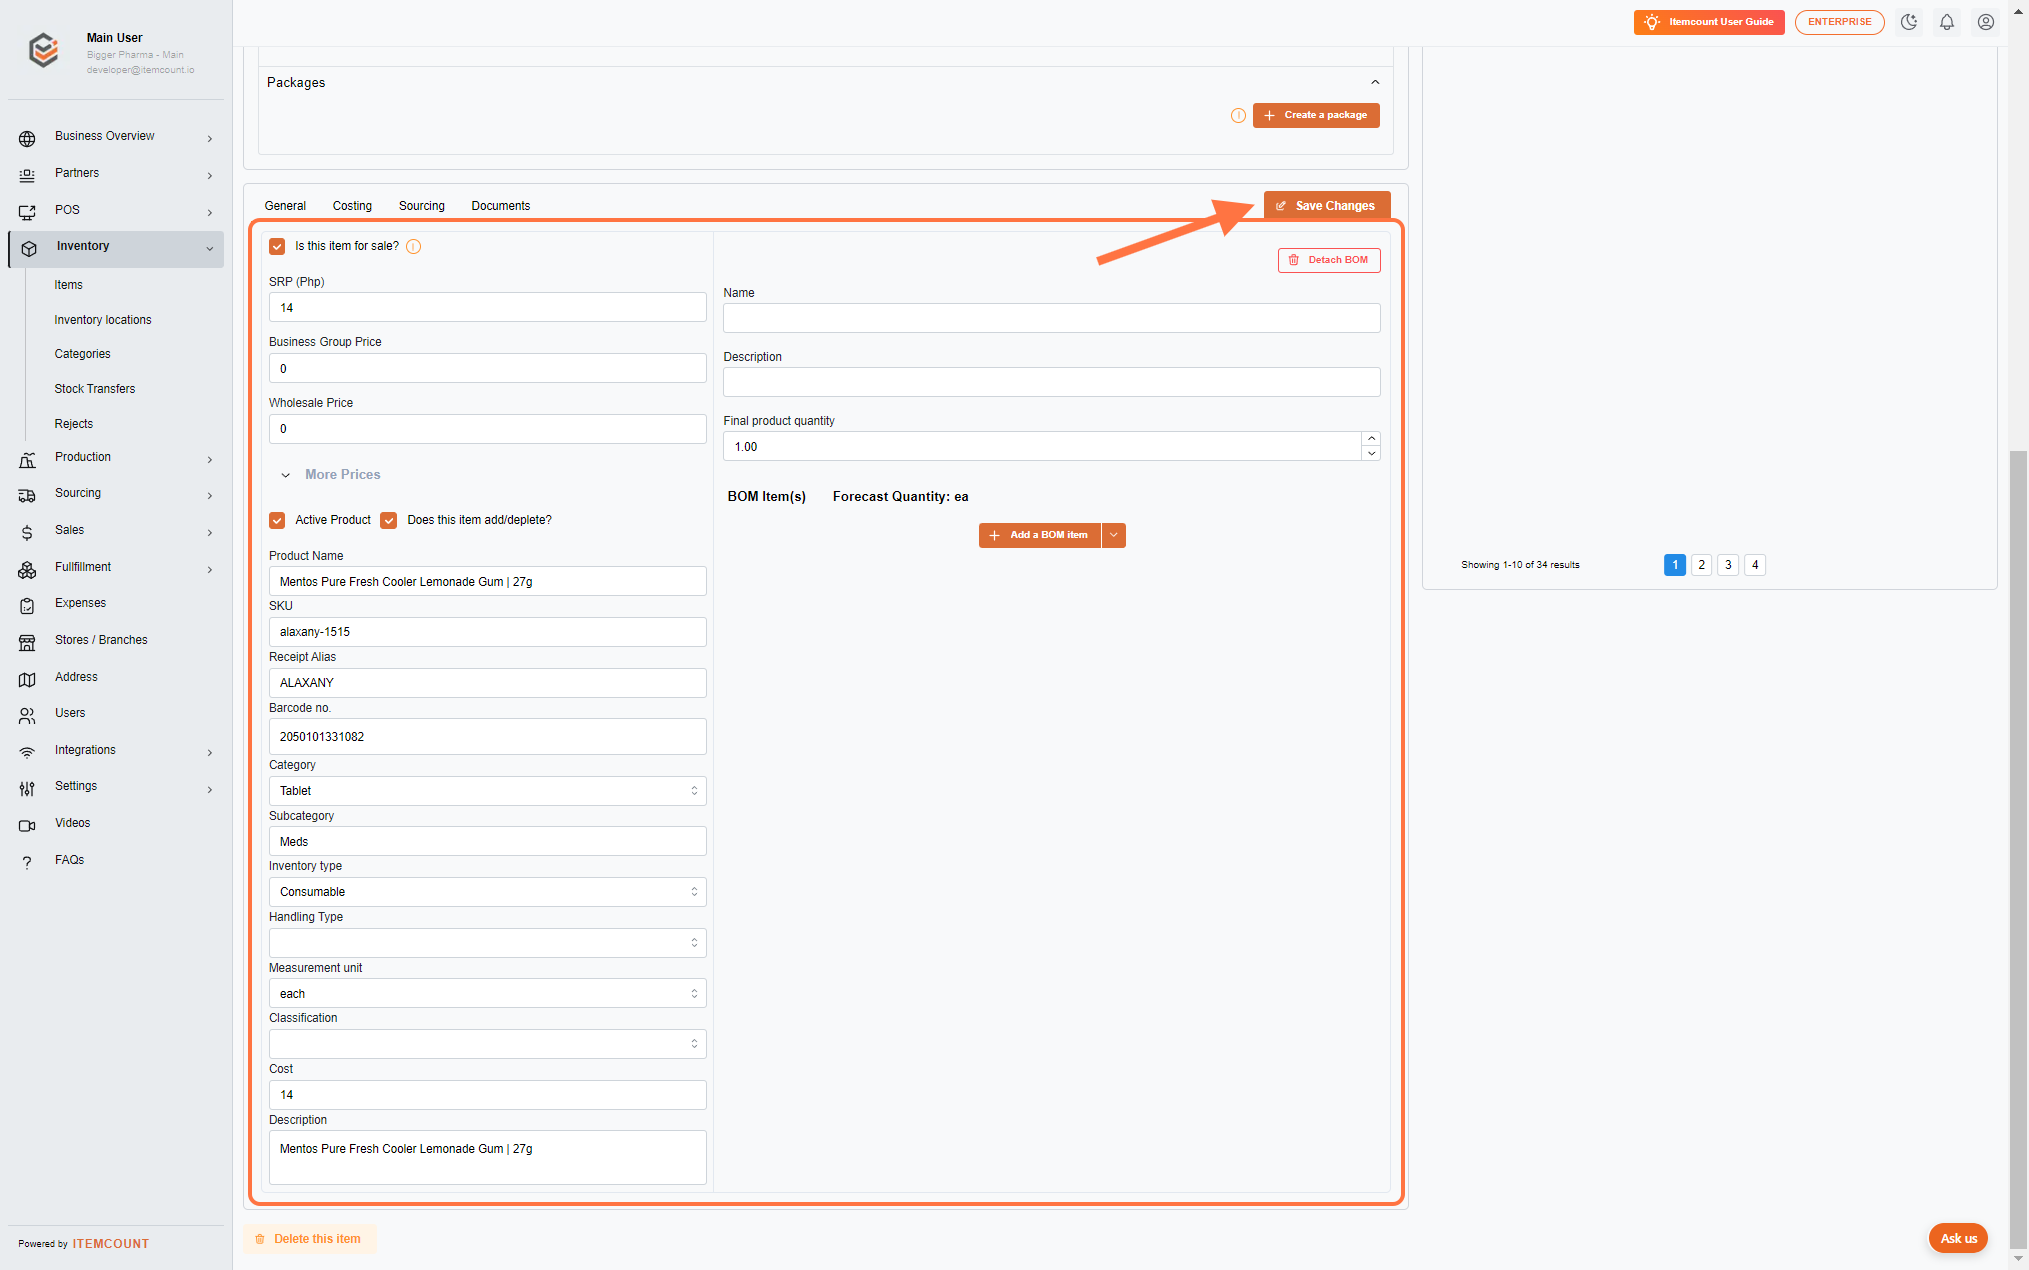 Main User
Bigger Pharma - Main
developer@itemcount.io
Business Overview
Partners
POS
Inventory
Items
Inventory locations
Categories
Stock Transfers
Rejects
Production
Sourcing
Sales
Fullfillment
Expenses
Stores / Branches
Address
Users
Integrations
Settings
Videos
FAQs
Powered by ITEMCOUNT
Itemcount User Guide
ENTERPRISE
Packages
Create a package
General Costing Sourcing Documents
Save Changes
Is this item for sale?
SRP (Php)
14
Business Group Price
0
Wholesale Price
0
More Prices
Active Product Does this item add/deplete?
Product Name
Mentos Pure Fresh Cooler Lemonade Gum | 27g
SKU
alaxany-1515
Receipt Alias
ALAXANY
Barcode no.
2050101331082
Category
Tablet
Subcategory
Meds
Inventory type
Consumable
Handling Type
Measurement unit
each
Classification
Cost
14
Description
Mentos Pure Fresh Cooler Lemonade Gum | 27g
Detach BOM
Name
Description
Final product quantity
1.00
BOM Item(s) Forecast Quantity: ea
Add a BOM item
Showing 1-10 of 34 results
1 2 3 4
Delete this item
Ask us